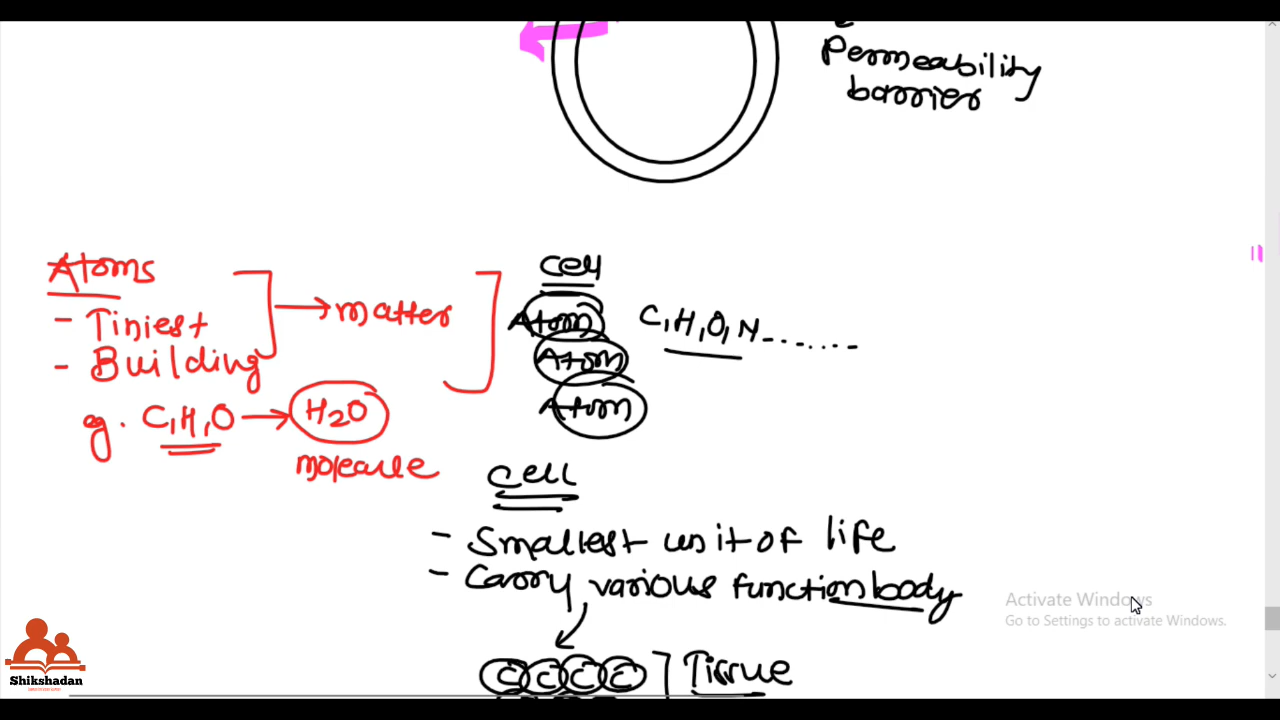 Permeability
barrier
Atoms
- Tiniest
- Building
→ matter
eg. C, H, O → H2O
molecule
Cell
Atom C, H, O, N-.......
Atom
Atom
Cell
- Smallest unit of life
- Carry various function body
C C C C ] Tissue
Activate Windows
Go to Settings to activate Windows.
Shikshadan